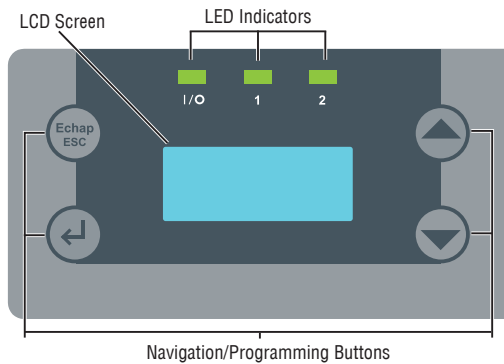 LED Indicators
LCD Screen
I/O
1
2
Echap
ESC
Navigation/Programming Buttons